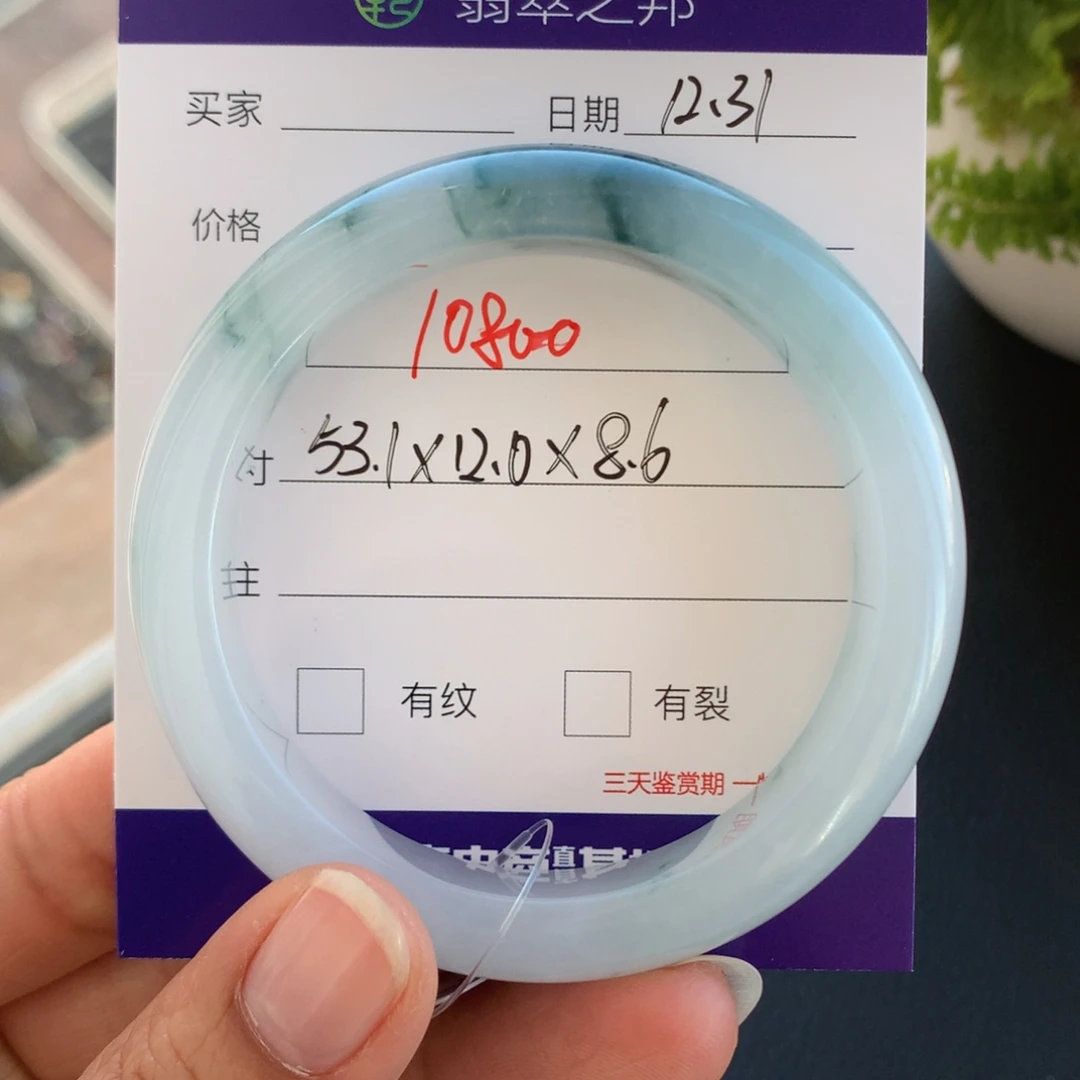 翡翠之邦
买家 日期 12.31
价格
10800
寸 53.1×12.0×8.6
注
有纹 有裂
三天鉴赏期 一